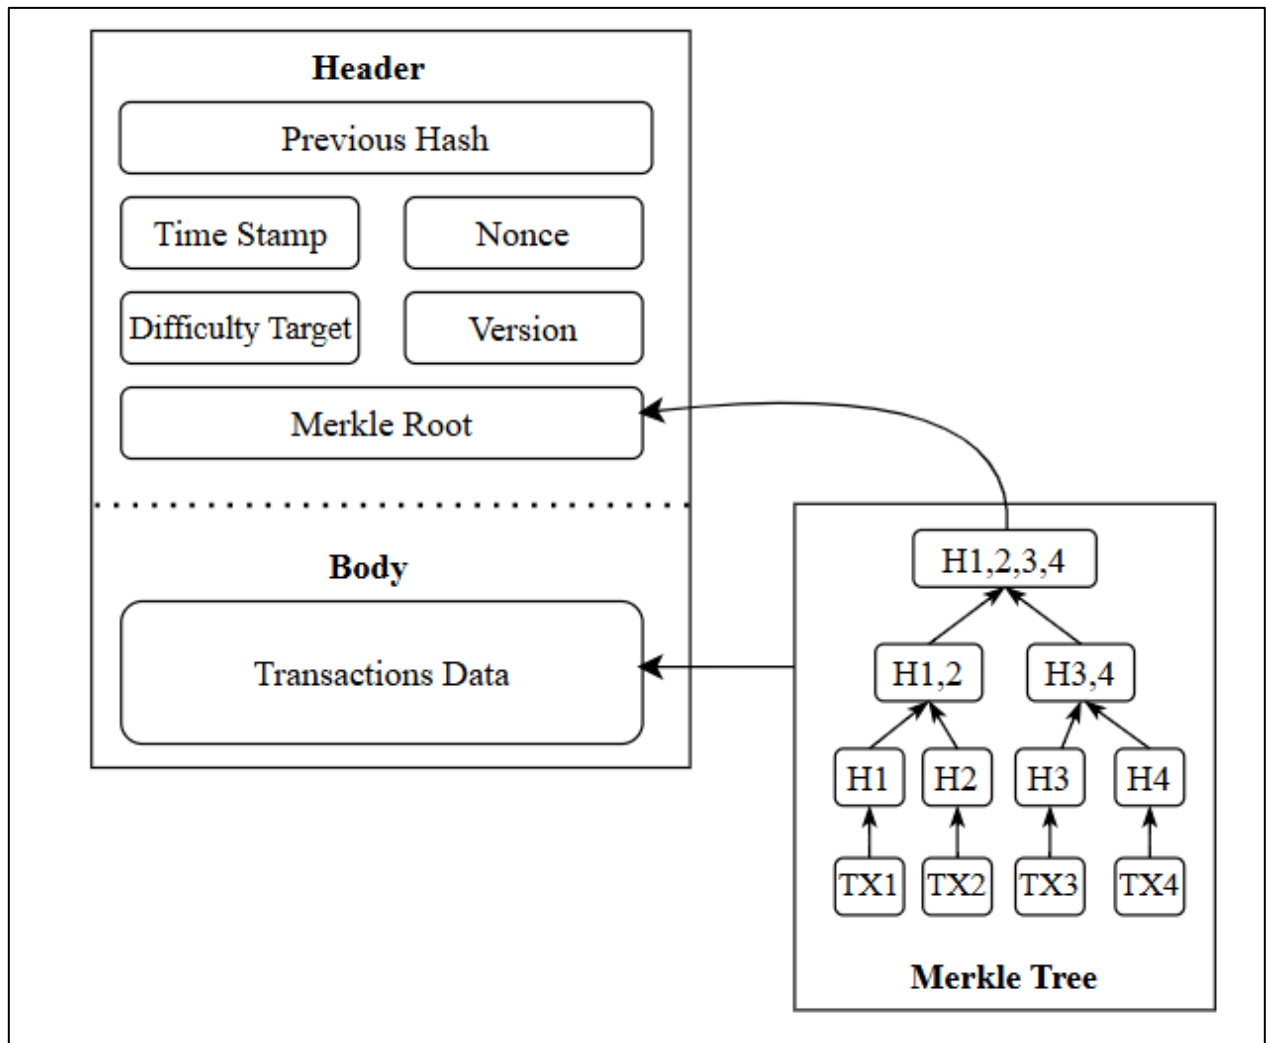 Header
Previous Hash
Time Stamp
Nonce
Difficulty Target
Version
Merkle Root
Body
Transactions Data
H1,2,3,4
H1,2
H3,4
H1
H2
H3
H4
TX1
TX2
TX3
TX4
Merkle Tree